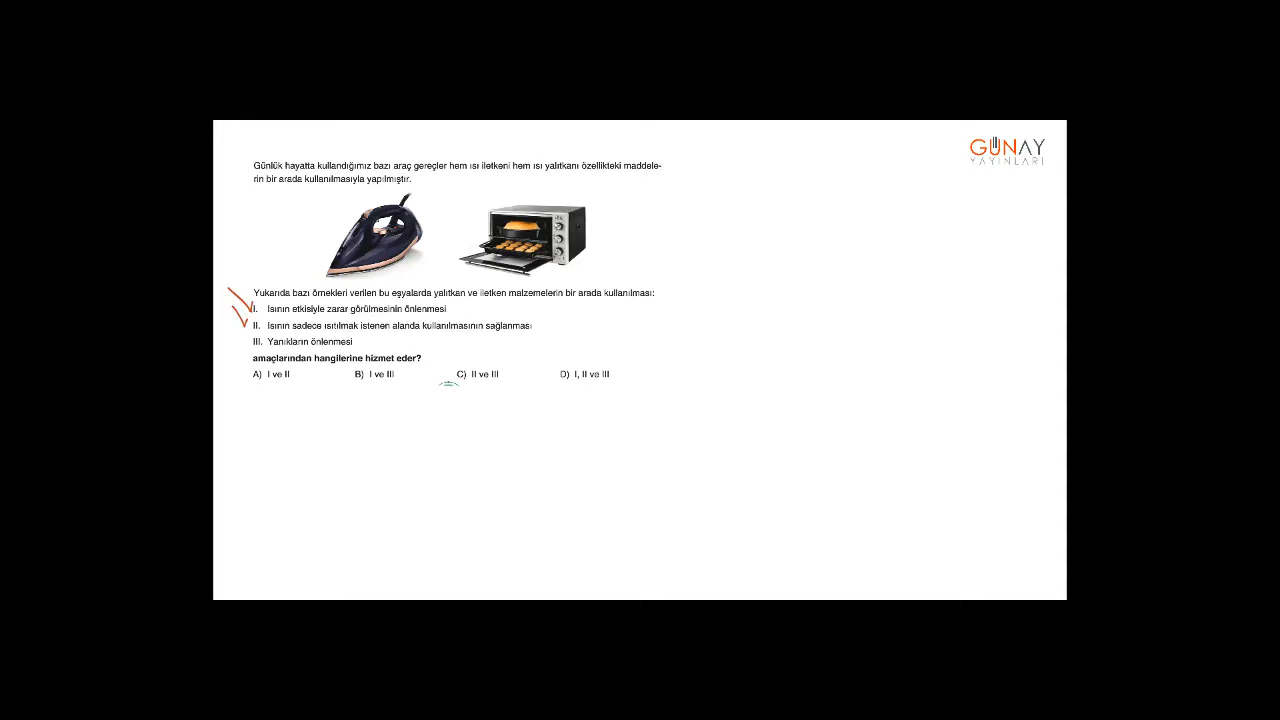 GÜNAY
YAYINLARI
Günlük hayatta kullandığımız bazı araç gereçler hem ısı iletkeni hem ısı yalıtkanı özellikteki maddele-
rin bir arada kullanılmasıyla yapılmıştır.
Yukarıda bazı örnekleri verilen bu eşyalarda yalıtkan ve iletken malzemelerin bir arada kullanılması:
I. Isının etkisiyle zarar görülmesinin önlenmesi
II. Isının sadece ısıtılmak istenen alanda kullanılmasının sağlanması
III. Yanıkların önlenmesi
amaçlarından hangilerine hizmet eder?
A) I ve II B) I ve III C) II ve III D) I, II ve III